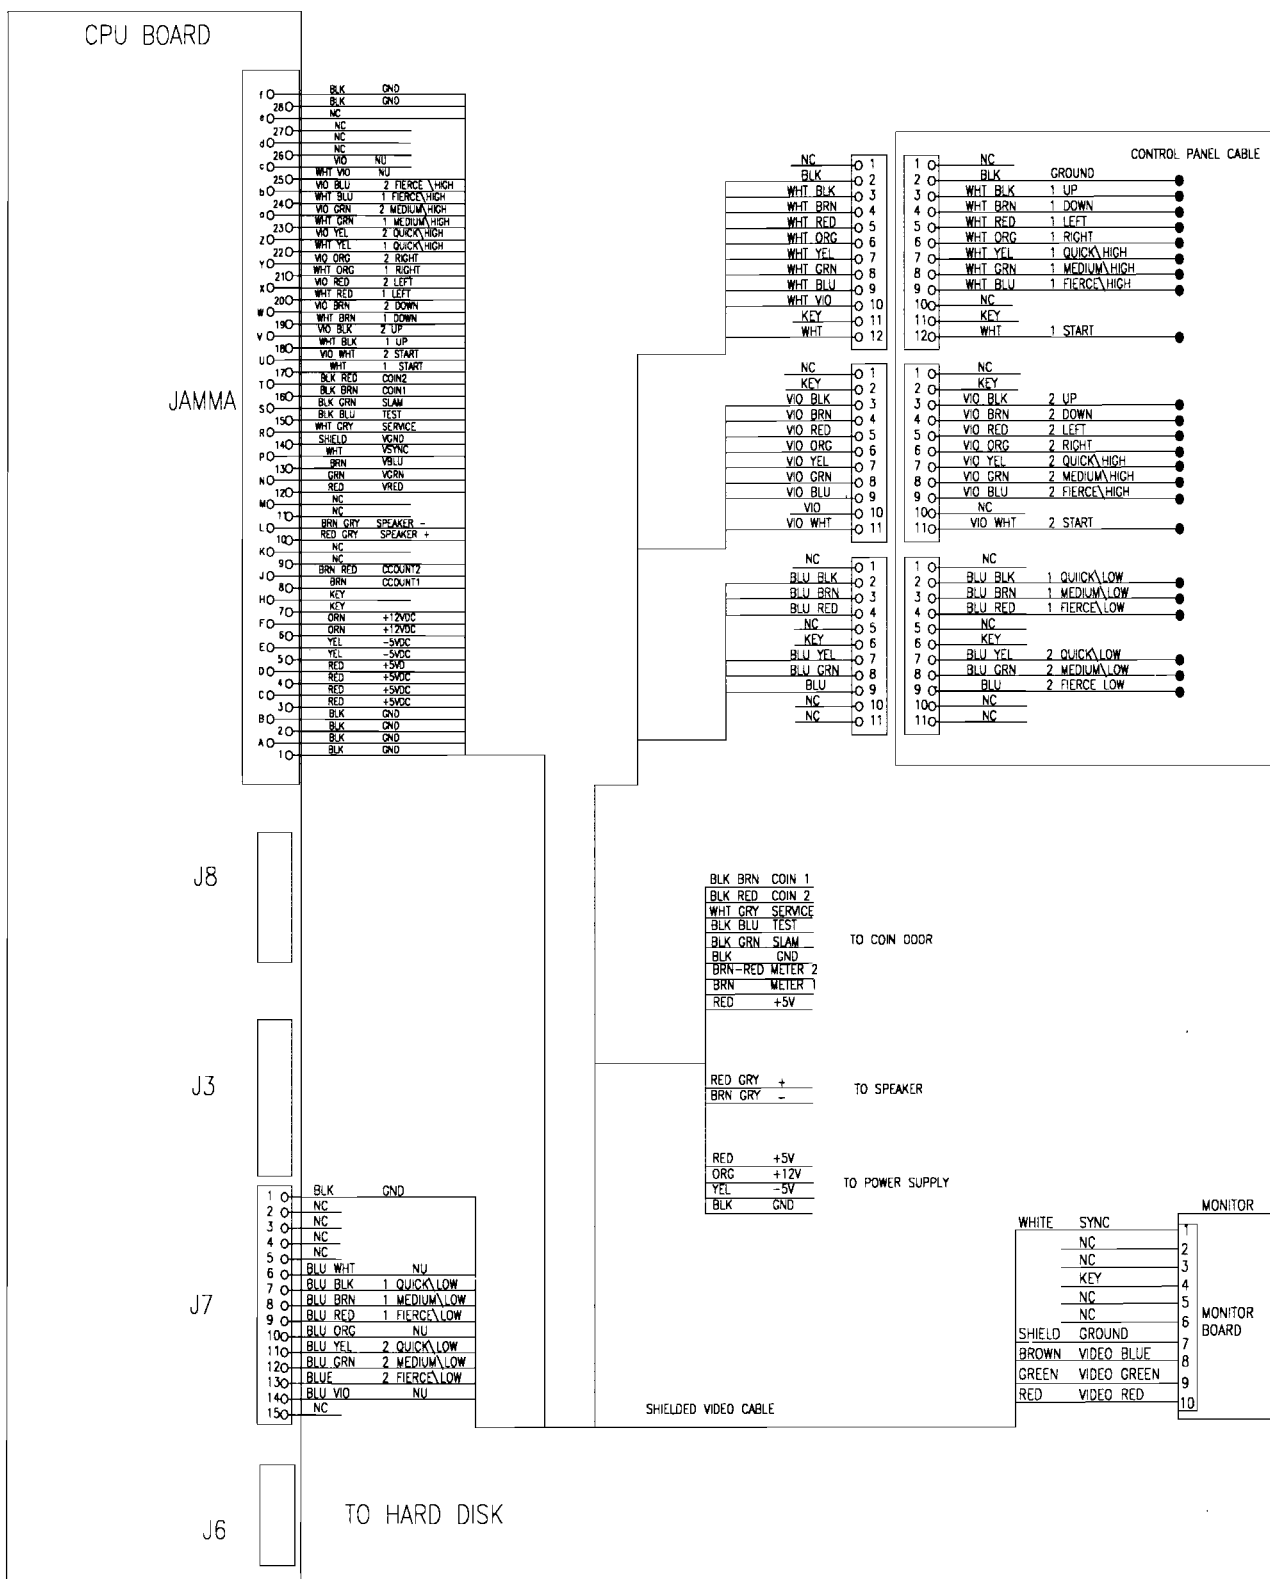 CPU BOARD
JAMMA
f BLK GND
28 BLK GND
e NC
27 NC
d NC
26 NC
c VIO NU
25 WHT VIO NU
b VIO BLU 2 FIERCE \HIGH
24 WHT BLU 1 FIERCE\HIGH
a VIO GRN 2 MEDIUM\HIGH
23 WHT GRN 1 MEDIUM\HIGH
Z VIO YEL 2 QUICK\HIGH
22 WHT YEL 1 QUICK\HIGH
Y VIO ORG 2 RIGHT
21 WHT ORG 1 RIGHT
X VIO RED 2 LEFT
20 WHT RED 1 LEFT
W VIO BRN 2 DOWN
19 WHT BRN 1 DOWN
V VIO BLK 2 UP
18 WHT BLK 1 UP
U VIO WHT 2 START
17 WHT 1 START
T BLK RED COIN2
16 BLK BRN COIN1
S BLK GRN SLAM
15 BLK BLU TEST
R WHT GRY SERVICE
14 SHIELD VGND
P WHT VSYNC
13 BRN VBLU
N GRN VGRN
12 RED VRED
M NC
11 NC
L BRN GRY SPEAKER -
10 RED GRY SPEAKER +
K NC
9 NC
J BRN RED CCOUNT2
8 BRN CCOUNT1
H KEY
7 KEY
F ORN +12VDC
6 ORN +12VDC
E YEL -5VDC
5 YEL -5VDC
D RED +5VD
4 RED +5VDC
C RED +5VDC
3 RED +5VDC
B BLK GND
2 BLK GND
A BLK GND
1 BLK GND
CONTROL PANEL CABLE
NC 1 1 NC
BLK 2 2 BLK GROUND
WHT BLK 3 3 WHT BLK 1 UP
WHT BRN 4 4 WHT BRN 1 DOWN
WHT RED 5 5 WHT RED 1 LEFT
WHT ORG 6 6 WHT ORG 1 RIGHT
WHT YEL 7 7 WHT YEL 1 QUICK\HIGH
WHT GRN 8 8 WHT GRN 1 MEDIUM\HIGH
WHT BLU 9 9 WHT BLU 1 FIERCE\HIGH
WHT VIO 10 10 NC
KEY 11 11 KEY
WHT 12 12 WHT 1 START
NC 1 1 NC
KEY 2 2 KEY
VIO BLK 3 3 VIO BLK 2 UP
VIO BRN 4 4 VIO BRN 2 DOWN
VIO RED 5 5 VIO RED 2 LEFT
VIO ORG 6 6 VIO ORG 2 RIGHT
VIO YEL 7 7 VIO YEL 2 QUICK\HIGH
VIO GRN 8 8 VIO GRN 2 MEDIUM\HIGH
VIO BLU 9 9 VIO BLU 2 FIERCE\HIGH
VIO 10 10 NC
VIO WHT 11 11 VIO WHT 2 START
NC 1 1 NC
BLU BLK 2 2 BLU BLK 1 QUIICK\LOW
BLU BRN 3 3 BLU BRN 1 MEDIUM\LOW
BLU RED 4 4 BLU RED 1 FIERCE\LOW
NC 5 5 NC
KEY 6 6 KEY
BLU YEL 7 7 BLU YEL 2 QUICK\LOW
BLU GRN 8 8 BLU GRN 2 MEDIUM\LOW
BLU 9 9 BLU 2 FIERCE LOW
NC 10 10 NC
NC 11 11 NC
J8
BLK BRN COIN 1
BLK RED COIN 2
WHT GRY SERVICE
BLK BLU TEST
BLK GRN SLAM
BLK GND
BRN-RED METER 2
BRN METER 1
RED +5V
TO COIN DOOR
J3
RED GRY +
BRN GRY -
TO SPEAKER
RED +5V
ORG +12V
YEL -5V
BLK GND
TO POWER SUPPLY
J7
1 BLK GND
2 NC
3 NC
4 NC
5 NC
6 BLU WHT NU
7 BLU BLK 1 QUICK\LOW
8 BLU BRN 1 MEDIUM\LOW
9 BLU RED 1 FIERCE\LOW
10 BLU ORG NU
11 BLU YEL 2 QUICK\LOW
12 BLU GRN 2 MEDIUM\LOW
13 BLUE 2 FIERCE\LOW
14 BLU VIO NU
15 NC
SHIELDED VIDEO CABLE
MONITOR
WHITE SYNC 1
NC 2
NC 3
KEY 4
NC 5
NC 6
SHIELD GROUND 7
BROWN VIDEO BLUE 8
GREEN VIDEO GREEN 9
RED VIDEO RED 10
MONITOR
BOARD
J6
TO HARD DISK